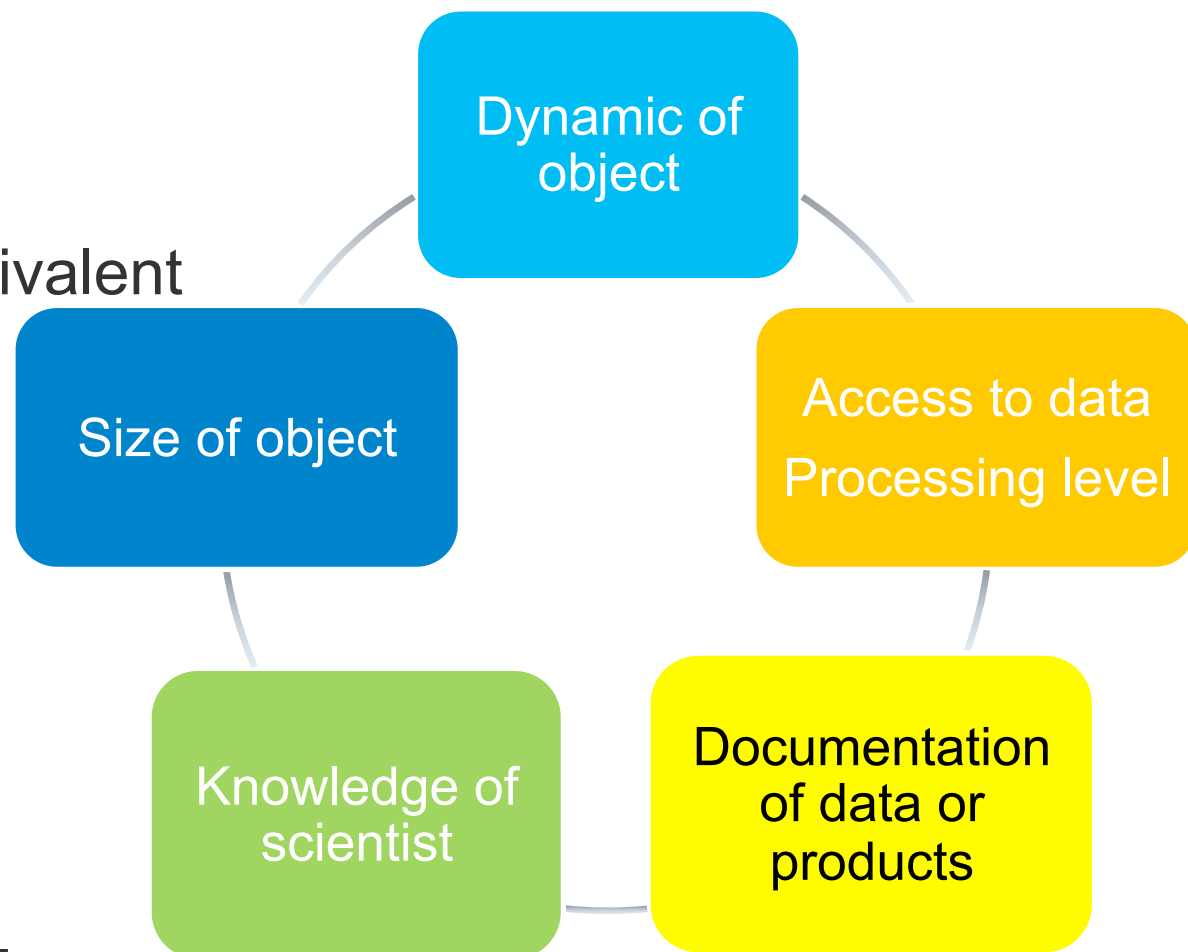 Dynamic of
object
ivalent
Size of object
Access to data
Processing level
Knowledge of
scientist
Documentation
of data or
products